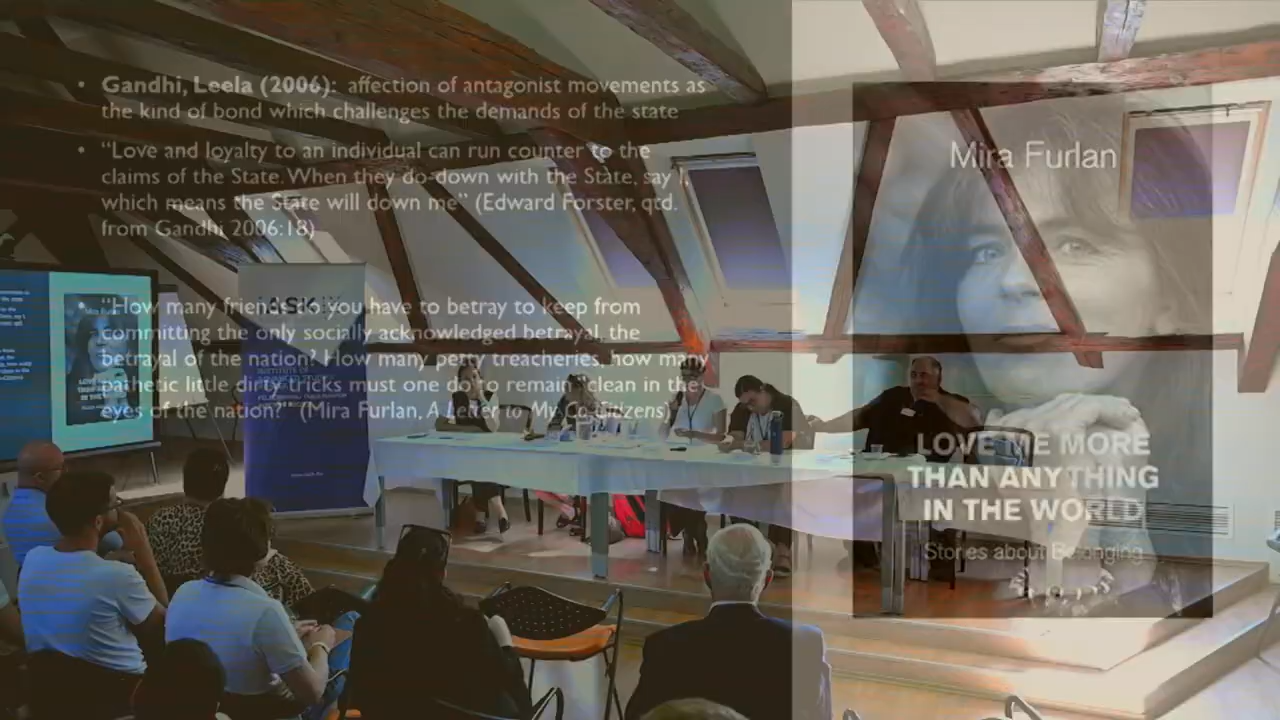 • Gandhi, Leela (2006): affection of antagonist movements as
the kind of bond which challenges the demands of the state
• “Love and loyalty to an individual can run counter to the
claims of the State. When they do-down with the State, say I,
which means the State will down me” (Edward Forster, qtd.
from Gandhi 2006:18)
“How many friends do you have to betray to keep from
committing the only socially acknowledged betrayal, the
betrayal of the nation? How many petty treacheries, how many
pathetic little dirty tricks must one do to remain “clean in the
eyes of the nation?” (Mira Furlan, A Letter to My Co-Citizens)
Mira Furlan
LOVE ME MORE
THAN ANYTHING
IN THE WORLD
Stories about Belonging
iASK
INSTITUTE OF